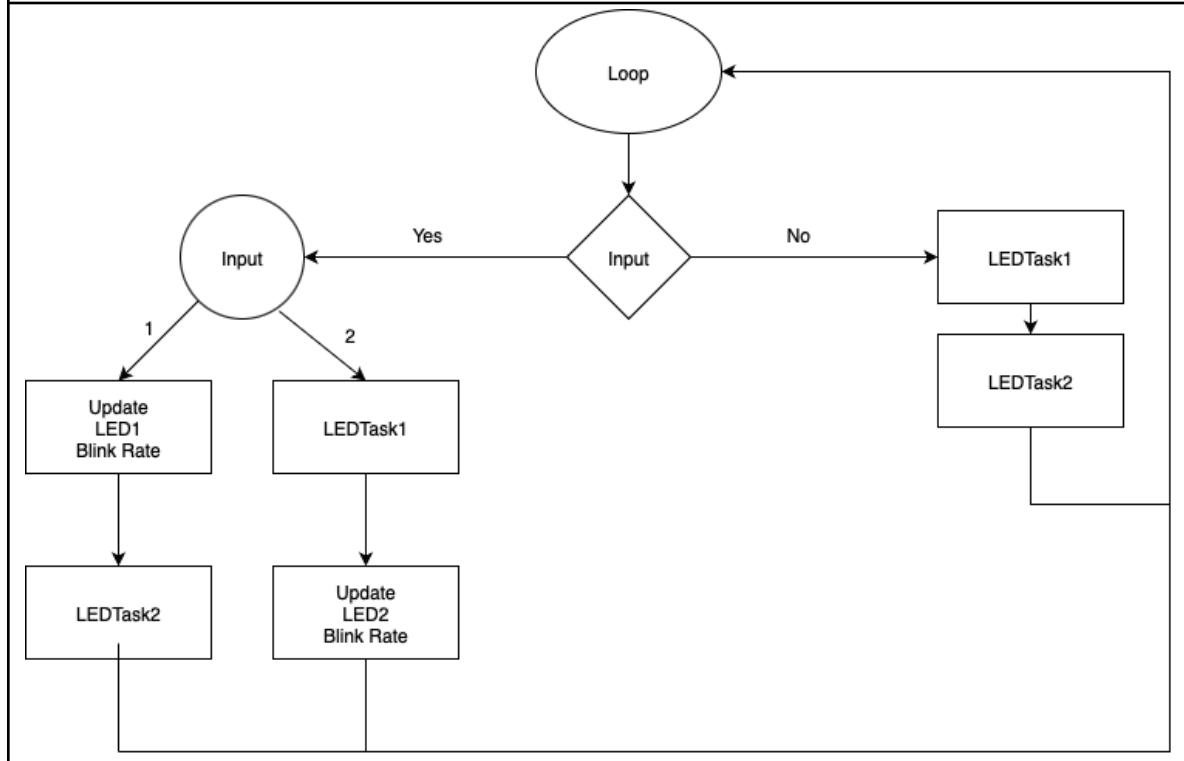 Loop
Yes
No
Input
Input
LEDTask1
1
2
LEDTask2
Update
LED1
Blink Rate
LEDTask1
LEDTask2
Update
LED2
Blink Rate